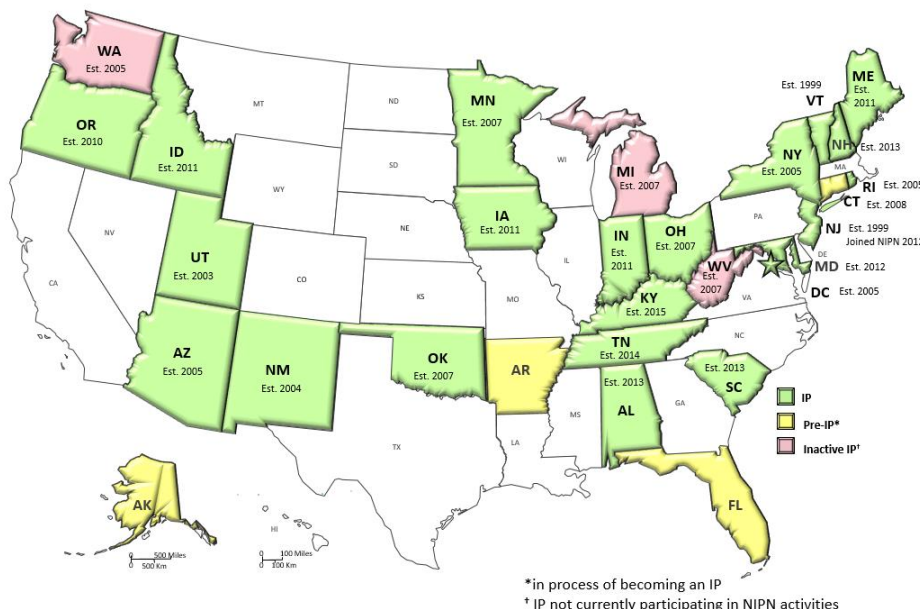 WA
Est. 2005
MT
ND
MN
Est. 2007
Est. 1999
VT
ME
Est.
2011
OR
Est. 2010
ID
Est. 2011
SD
WI
MI
Est. 2007
NY
Est. 2005
NH
Est. 2013
MA
WY
RI Est. 2005
CT
Est. 2008
IA
Est. 2011
NE
PA
NJ Est. 1999
Joined NIPN 2012
NV
UT
Est. 2003
IL
IN
Est.
2011
OH
Est. 2007
DE
MD Est. 2012
WV
Est.
2007
DC Est. 2005
CA
CO
KS
MO
VA
KY
Est. 2015
AZ
Est. 2005
NM
Est. 2004
OK
Est. 2007
AR
TN
Est. 2014
NC
Est. 2013
SC
Est. 2013
AL
MS
GA
TX
LA
IP
Pre-IP*
Inactive IP†
AK
HI
FL
500 Miles
500 Km
100 Miles
100 Km
*in process of becoming an IP
† IP not currently participating in NIPN activities